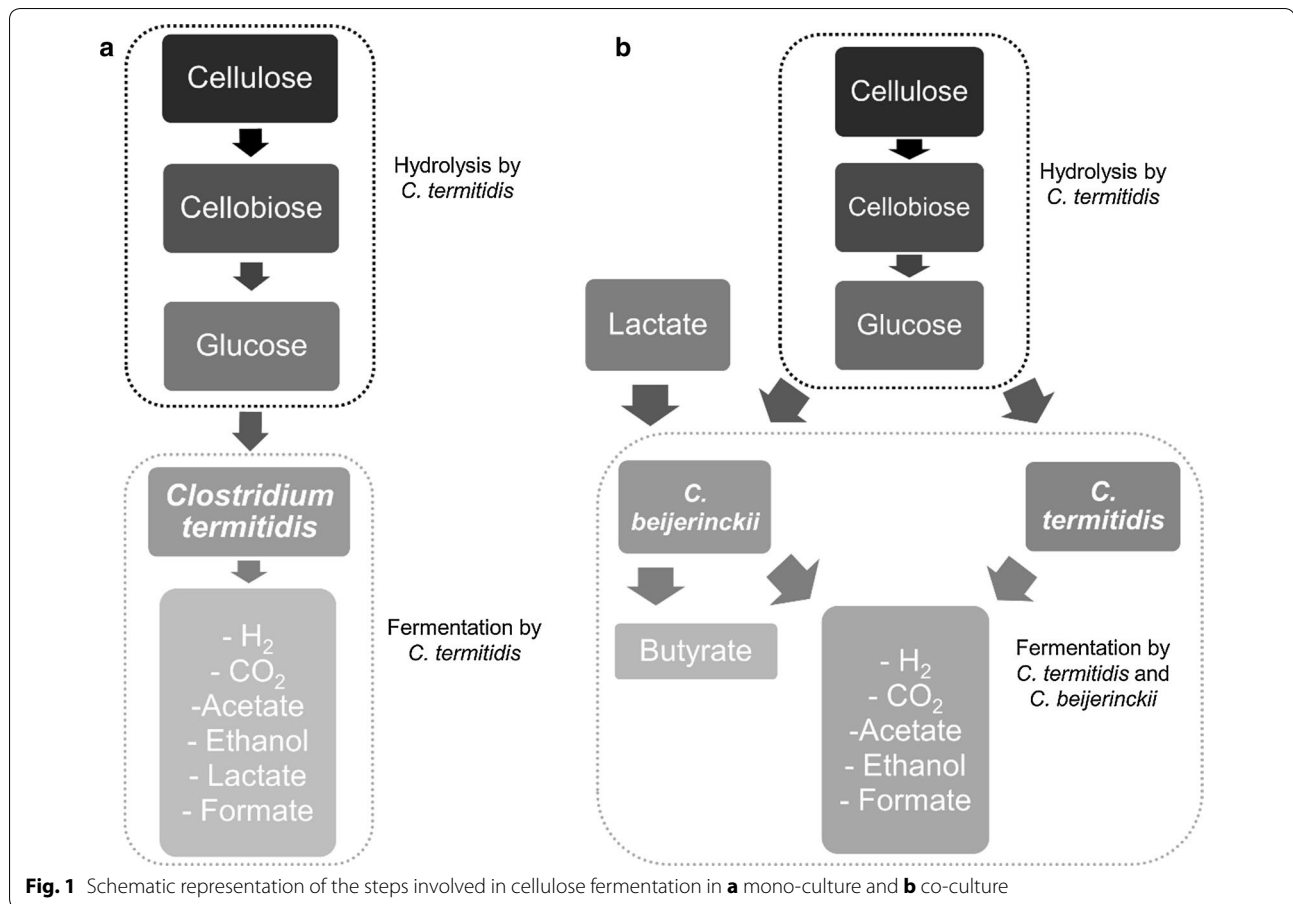 a
Cellulose
Cellobiose
Glucose
Hydrolysis by
C. termitidis
Clostridium
termitidis
- H₂
- CO₂
-Acetate
- Ethanol
- Lactate
- Formate
Fermentation by
C. termitidis
b
Cellulose
Cellobiose
Glucose
Hydrolysis by
C. termitidis
Lactate
C.
beijerinckii
C.
termitidis
Butyrate
- H₂
- CO₂
-Acetate
- Ethanol
- Formate
Fermentation by
C. termitidis and
C. beijerinckii
Fig. 1 Schematic representation of the steps involved in cellulose fermentation in a mono-culture and b co-culture